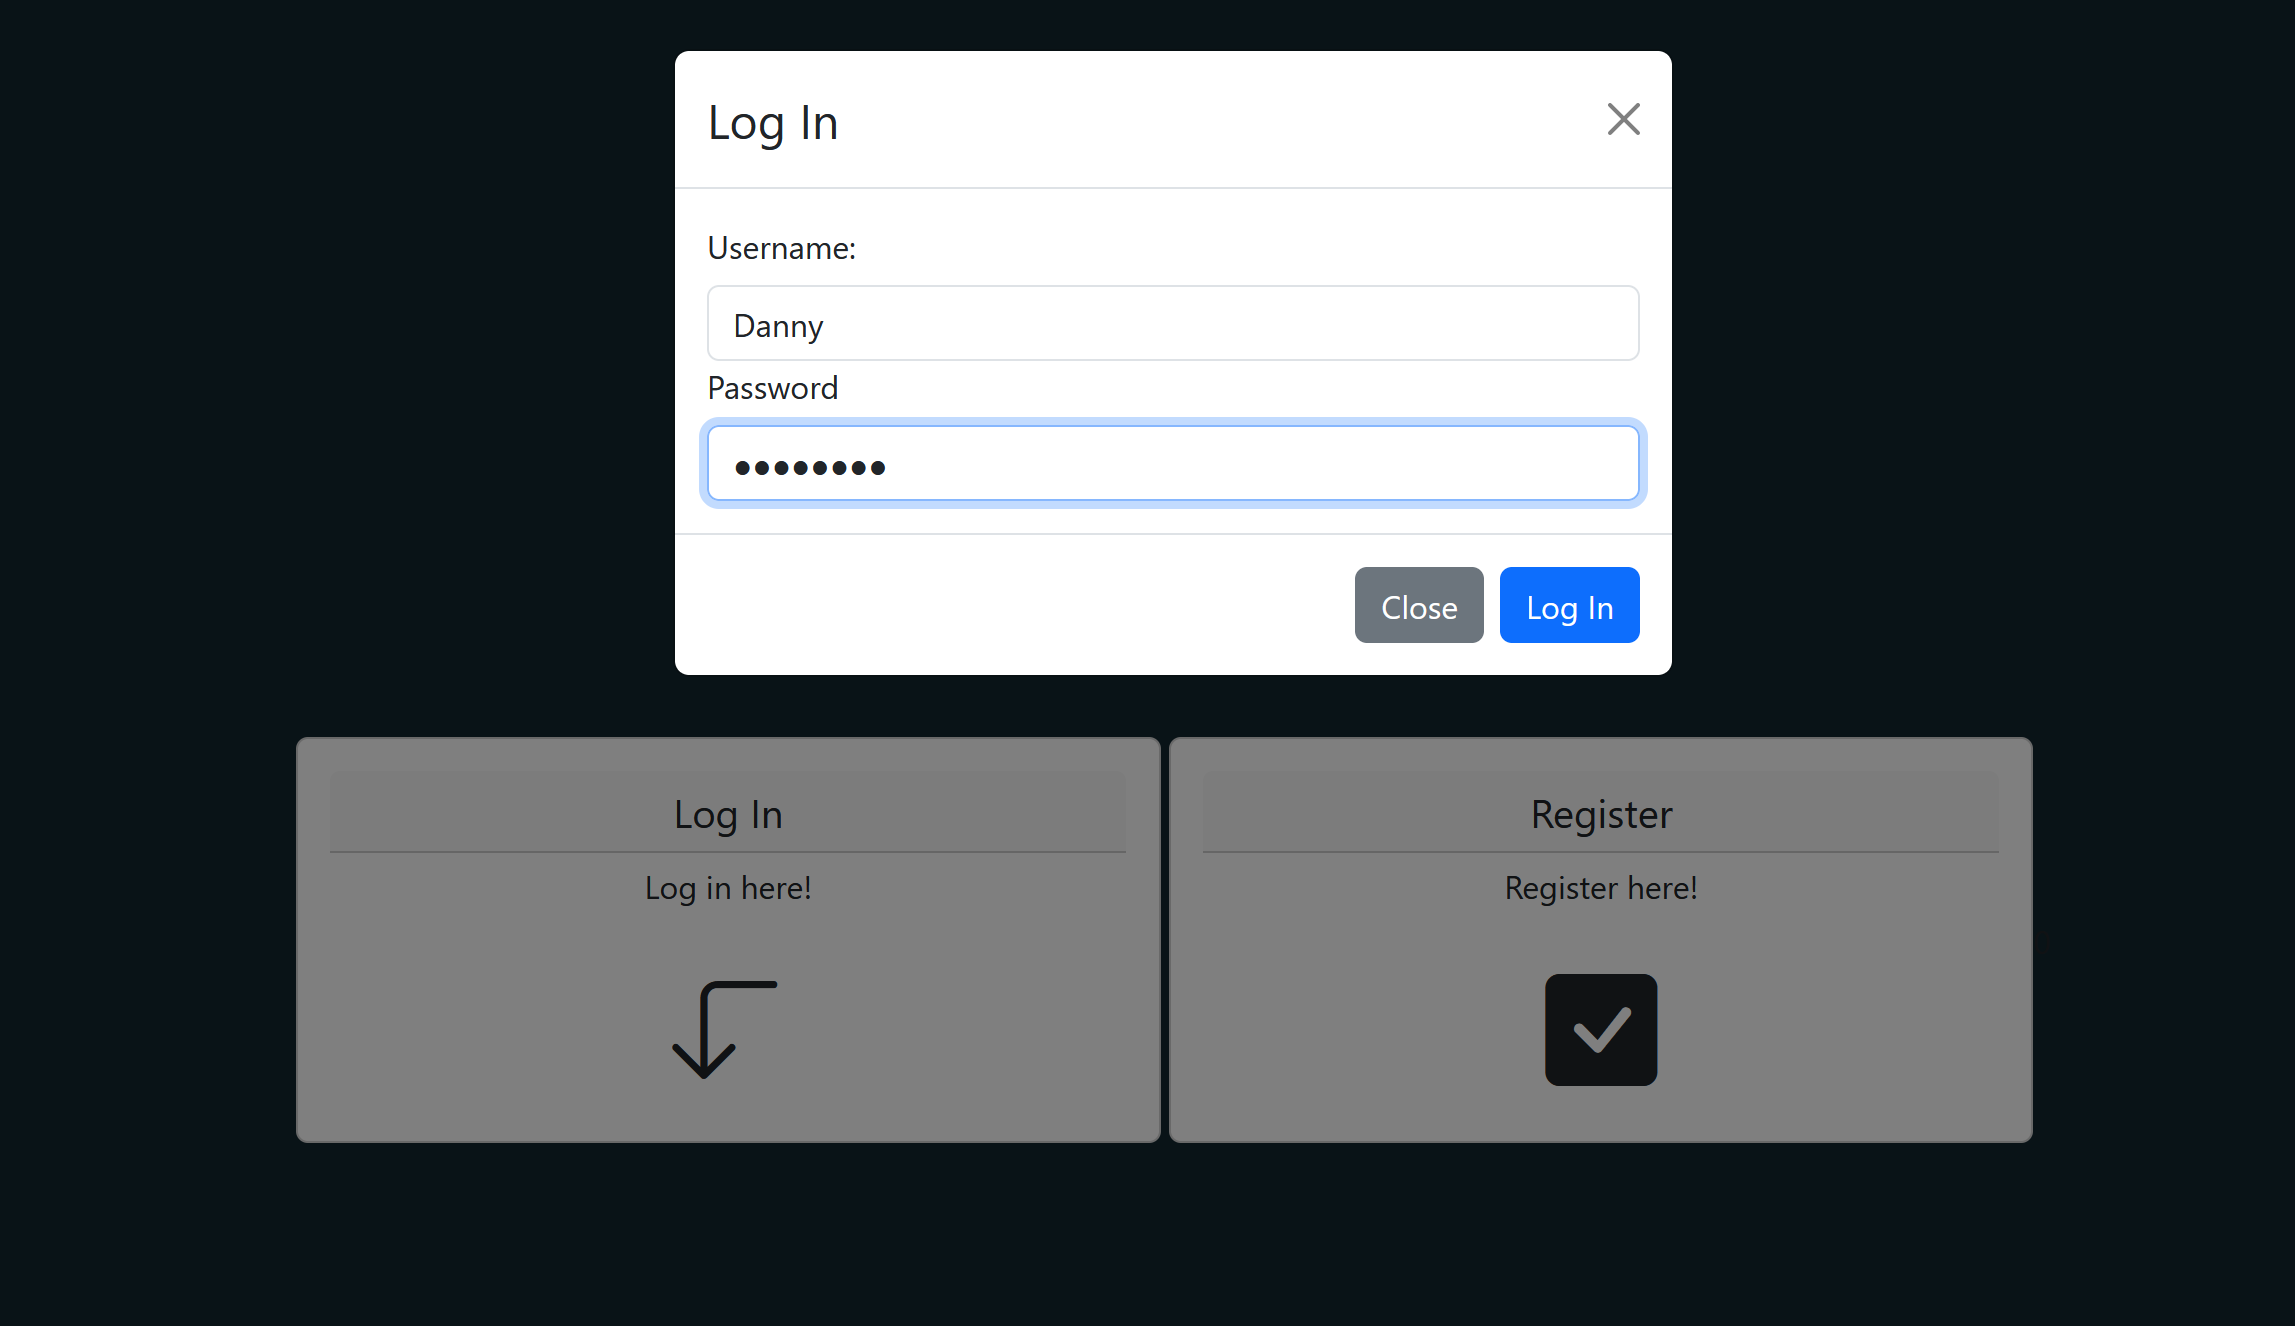 Log In
Username:
Danny
Password
••••••••
Close Log In
Log In
Log in here!
Register
Register here!